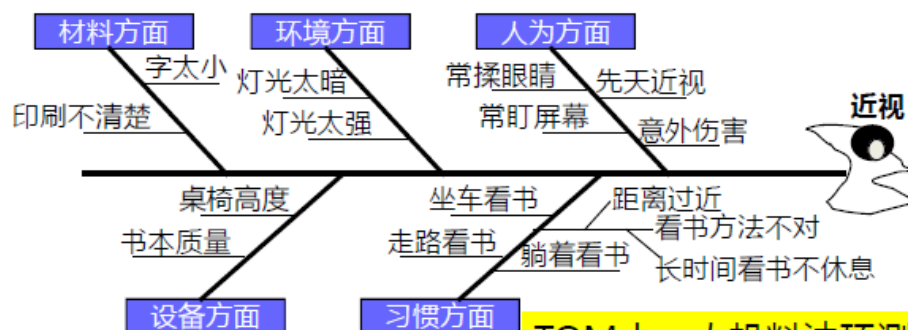 材料方面
环境方面
人为方面
字太小
印刷不清楚
灯光太暗
灯光太强
常揉眼睛
先天近视
常盯屏幕
意外伤害
近视
桌椅高度
书本质量
坐车看书
走路看书
躺着看书
距离过近
看书方法不对
长时间看书不休息
设备方面
习惯方面